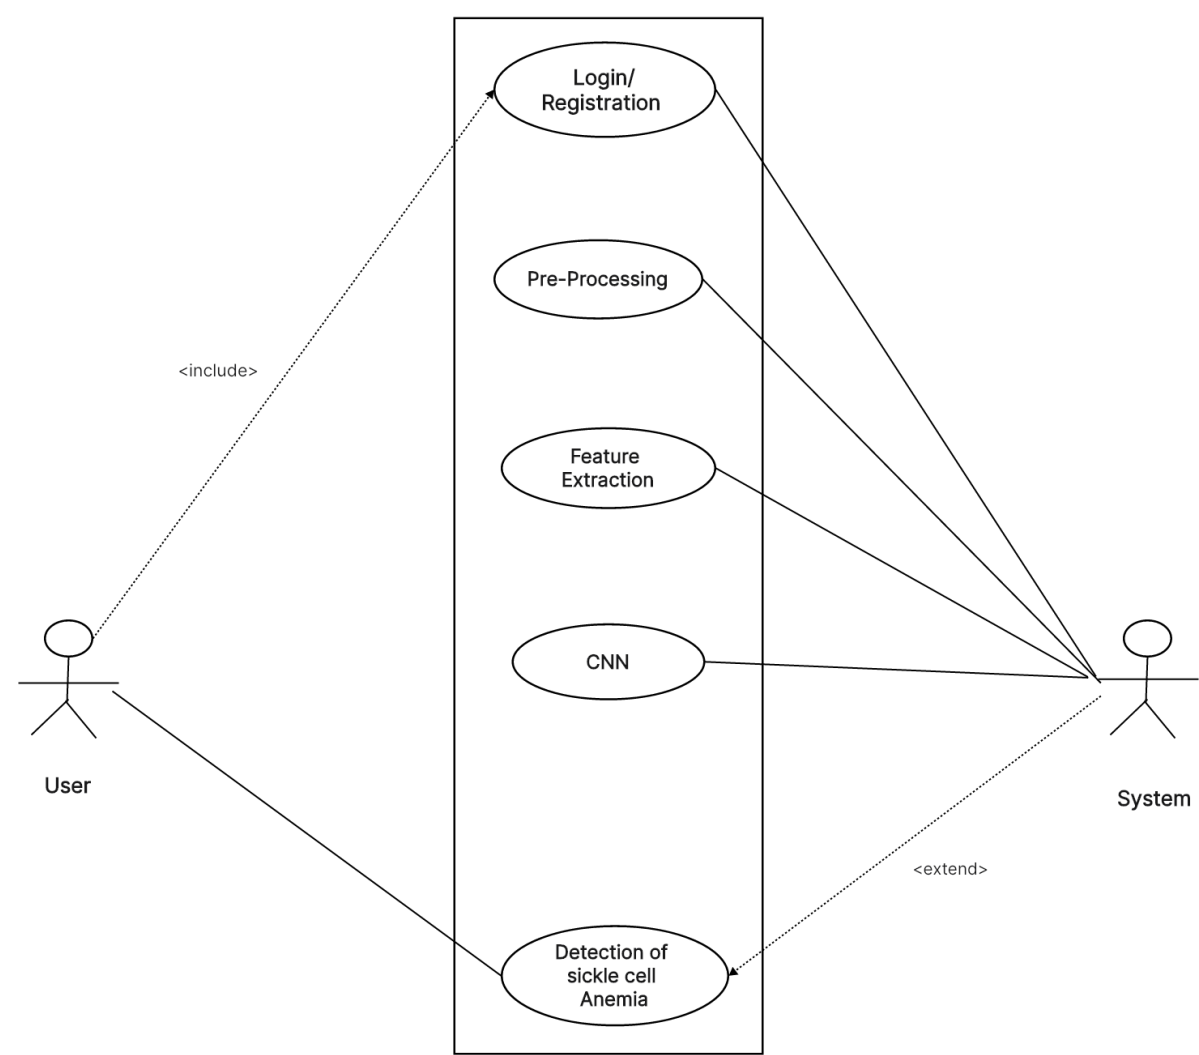 Login/
Registration
Pre-Processing
<include>
Feature
Extraction
CNN
User
System
<extend>
Detection of
sickle cell
Anemia